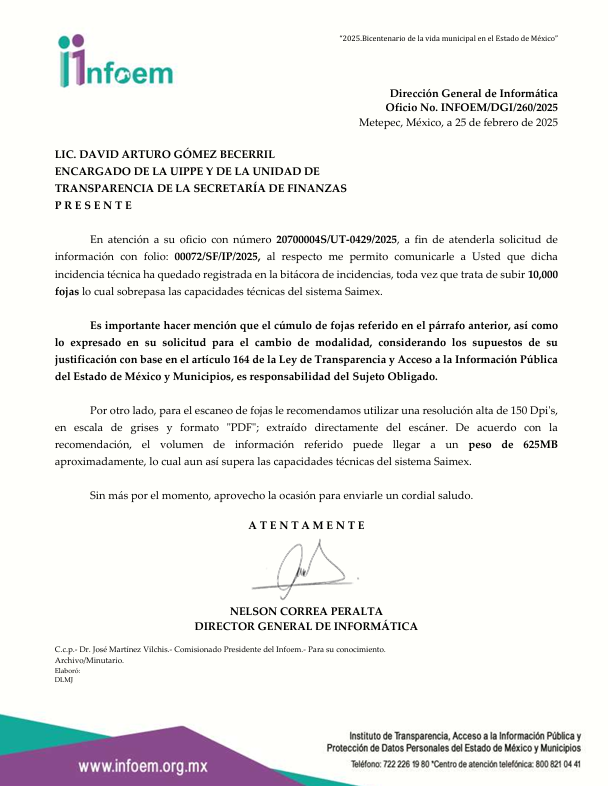 "2025.Bicentenario de la vida municipal en el Estado de México"
infoem
Dirección General de Informática
Oficio No. INFOEM/DGI/260/2025
Metepec, México, a 25 de febrero de 2025
LIC. DAVID ARTURO GÓMEZ BECERRIL
ENCARGADO DE LA UIPPE Y DE LA UNIDAD DE
TRANSPARENCIA DE LA SECRETARÍA DE FINANZAS
P R E S E N T E
En atención a su oficio con número 20700004S/UT-0429/2025, a fin de atenderla solicitud de
información con folio: 00072/SF/IP/2025, al respecto me permito comunicarle a Usted que dicha
incidencia técnica ha quedado registrada en la bitácora de incidencias, toda vez que trata de subir 10,000
fojas lo cual sobrepasa las capacidades técnicas del sistema Saimex.
Es importante hacer mención que el cúmulo de fojas referido en el párrafo anterior, así como
lo expresado en su solicitud para el cambio de modalidad, considerando los supuestos de su
justificación con base en el artículo 164 de la Ley de Transparencia y Acceso a la Información Pública
del Estado de México y Municipios, es responsabilidad del Sujeto Obligado.
Por otro lado, para el escaneo de fojas le recomendamos utilizar una resolución alta de 150 Dpi's,
en escala de grises y formato "PDF"; extraído directamente del escáner. De acuerdo con la
recomendación, el volumen de información referido puede llegar a un peso de 625MB
aproximadamente, lo cual aun así supera las capacidades técnicas del sistema Saimex.
Sin más por el momento, aprovecho la ocasión para enviarle un cordial saludo.
A T E N T A M E N T E
NELSON CORREA PERALTA
DIRECTOR GENERAL DE INFORMÁTICA
C.c.p.- Dr. José Martínez Vilchis.- Comisionado Presidente del Infoem.- Para su conocimiento.
Archivo/Minutario.
Elaboró:
DLMJ
Instituto de Transparencia, Acceso a la Información Pública y
Protección de Datos Personales del Estado de México y Municipios
Teléfono: 722 226 19 80 *Centro de atención telefónica: 800 821 04 41
www.infoem.org.mx